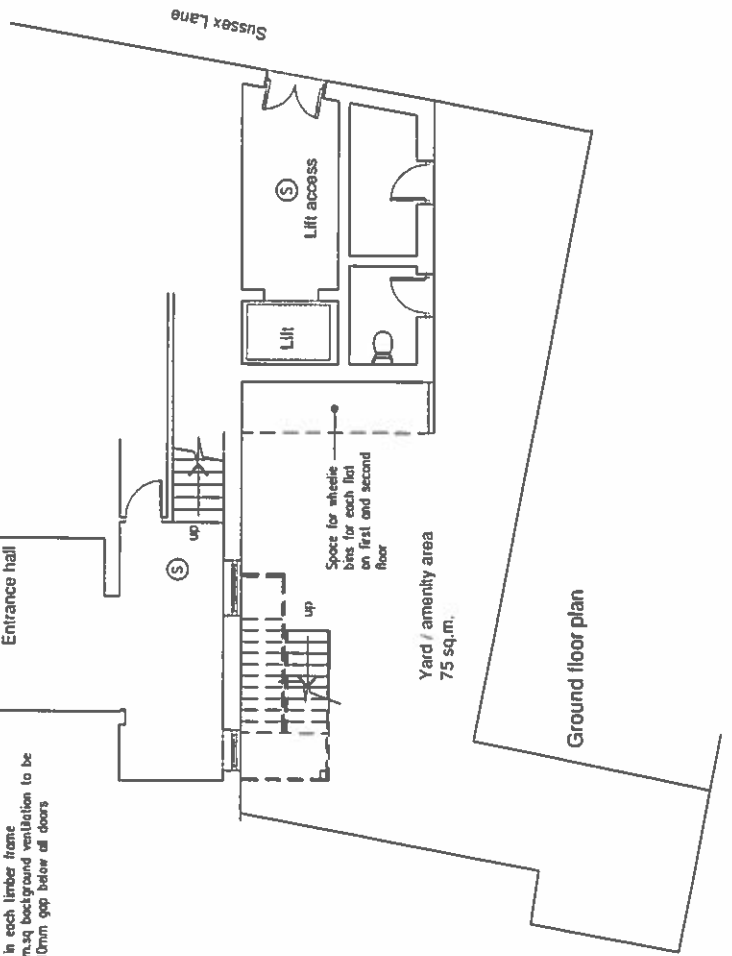 Sussex Lane
Lift access
S
Lift
Entrance hall
up
S
Space for wheelie
bins for each flat
on first and second
floor
up
Yard / amenity area
75 sq.m.
Ground floor plan
in each timber frame
background ventilation to be
gap below all doors